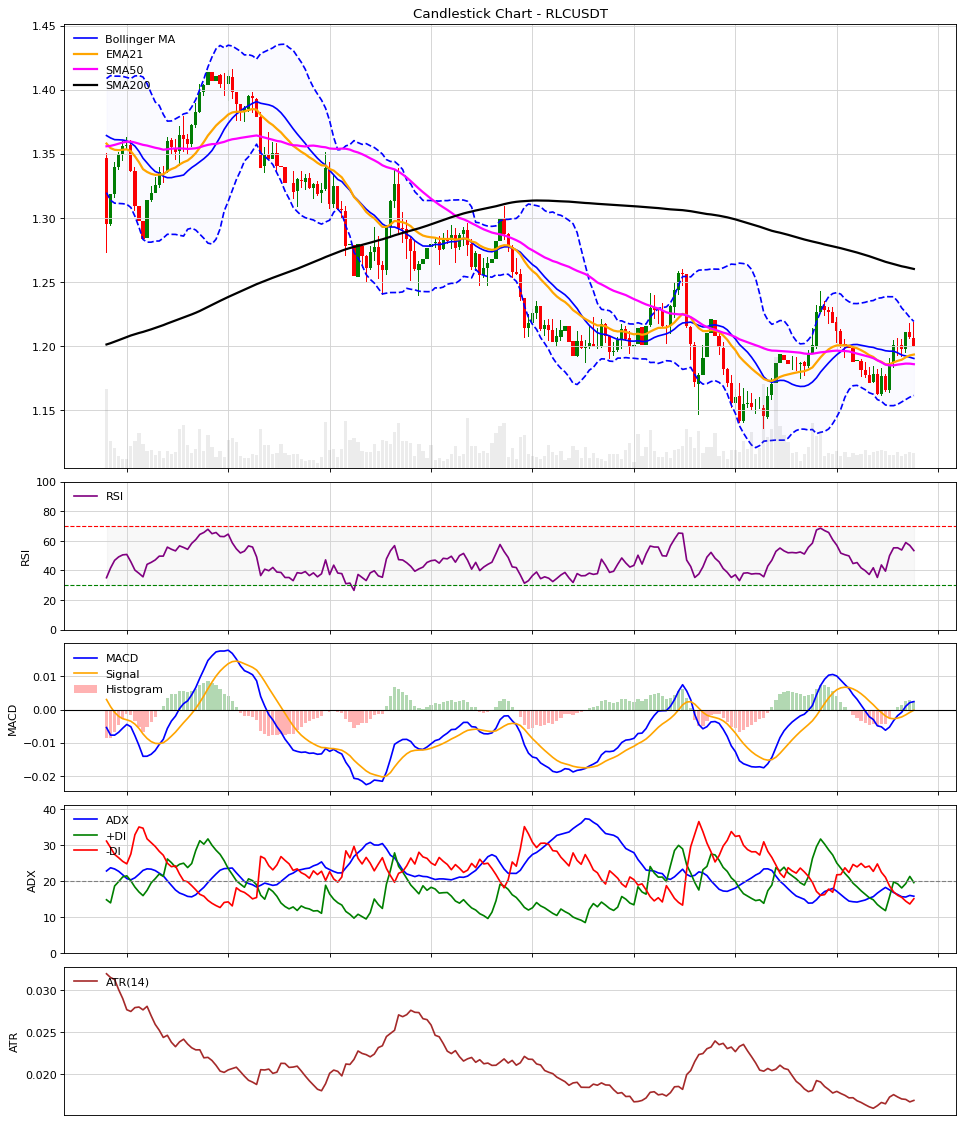 Candlestick Chart - RLCUSDT
1.45
1.40
1.35
1.30
1.25
1.20
1.15
Bollinger MA
EMA21
SMA50
SMA200
100
80
60
40
20
0
RSI
RSI
0.01
0.00
−0.01
−0.02
MACD
MACD
Signal
Histogram
40
30
20
10
0
ADX
ADX
+DI
-DI
0.030
0.025
0.020
ATR
ATR(14)